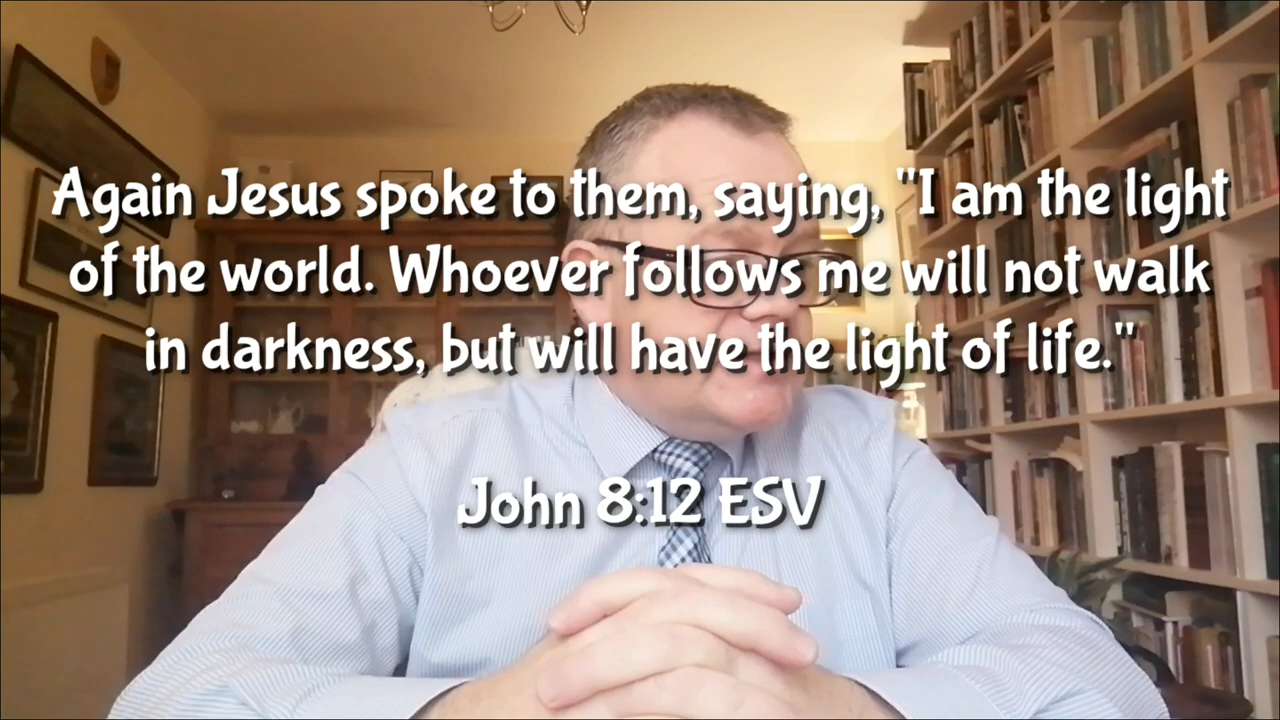 Again Jesus spoke to them, saying, "I am the light
of the world. Whoever follows me will not walk
in darkness, but will have the light of life."
John 8:12 ESV